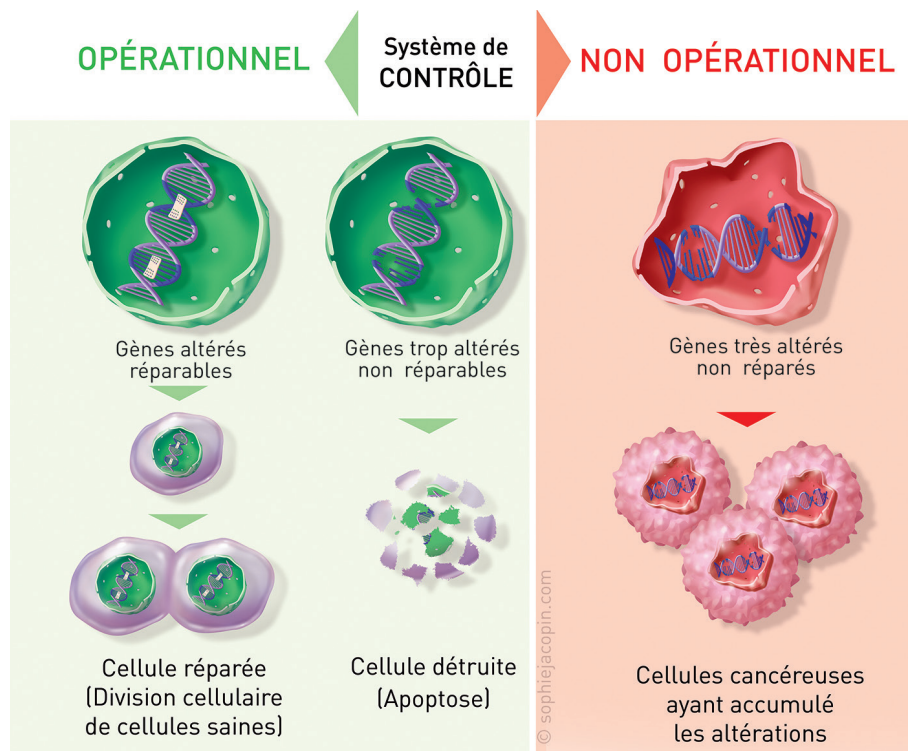 OPÉRATIONNEL
Système de
CONTRÔLE
NON OPÉRATIONNEL
Gènes altérés
réparables
Gènes trop altérés
non réparables
Gènes très altérés
non réparés
Cellule réparée
(Division cellulaire
de cellules saines)
Cellule détruite
(Apoptose)
© sophiejacopin.com
Cellules cancéreuses
ayant accumulé
les altérations